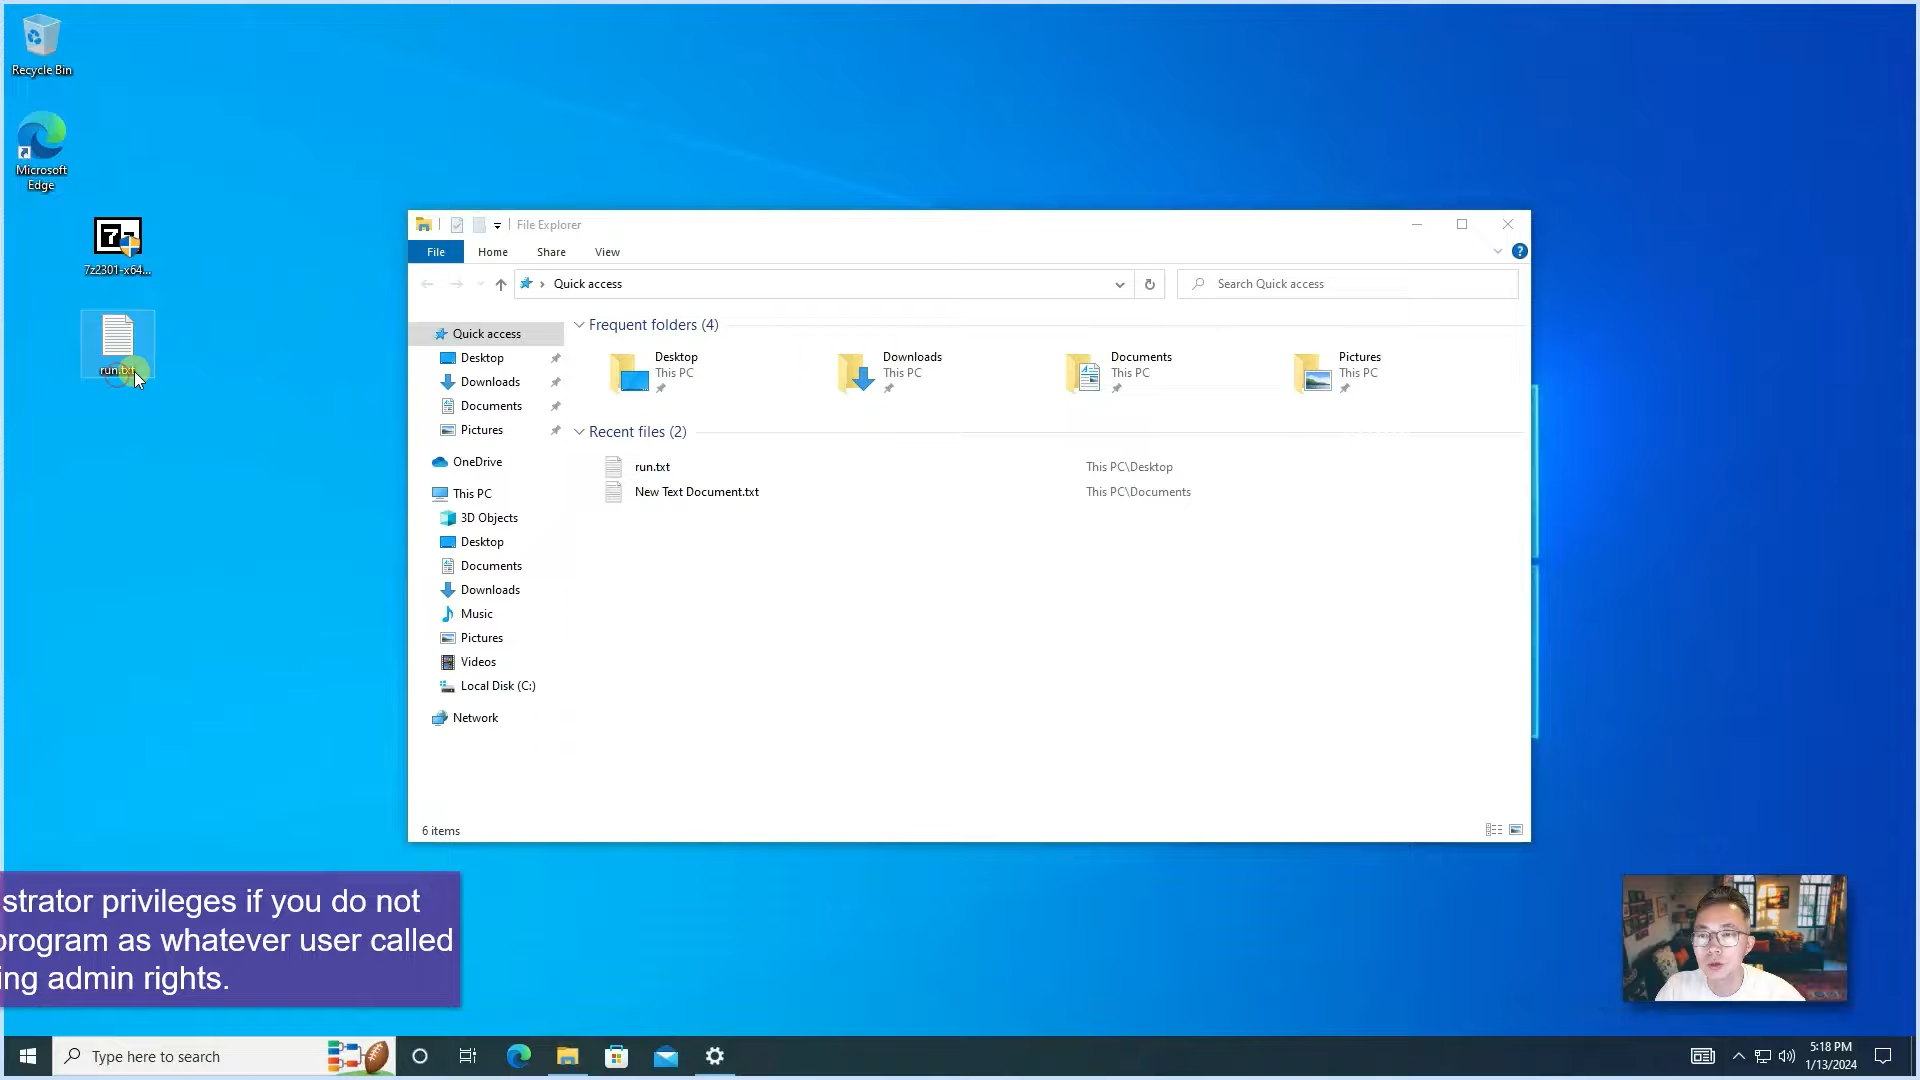 Recycle Bin
Microsoft
Edge
7z2301-x64...
run.txt
File Explorer
File
Home
Share
View
Quick access
Search Quick access
Quick access
Desktop
Downloads
Documents
Pictures
OneDrive
This PC
3D Objects
Desktop
Documents
Downloads
Music
Pictures
Videos
Local Disk (C:)
Network
Frequent folders (4)
Desktop
This PC
Downloads
This PC
Documents
This PC
Pictures
This PC
Recent files (2)
run.txt
This PC\Desktop
New Text Document.txt
This PC\Documents
6 items
strator privileges if you do not
program as whatever user called
ing admin rights.
Type here to search
5:18 PM
1/13/2024